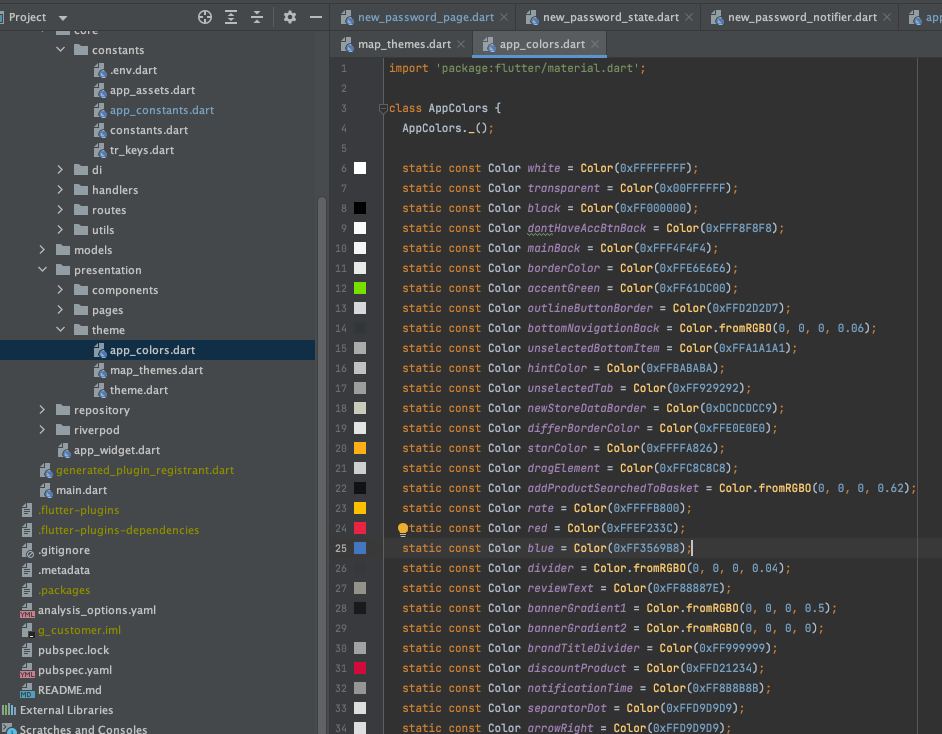 Project
core
constants
.env.dart
app_assets.dart
app_constants.dart
constants.dart
tr_keys.dart
di
handlers
routes
utils
models
presentation
components
pages
theme
app_colors.dart
map_themes.dart
theme.dart
repository
riverpod
app_widget.dart
generated_plugin_registrant.dart
main.dart
.flutter-plugins
.flutter-plugins-dependencies
.gitignore
.metadata
.packages
analysis_options.yaml
g_customer.iml
pubspec.lock
pubspec.yaml
README.md
External Libraries
Scratches and Consoles
new_password_page.dart
new_password_state.dart
new_password_notifier.dart
app
map_themes.dart
app_colors.dart
1 import 'package:flutter/material.dart';
2
3 class AppColors {
4 AppColors._();
5
6 static const Color white = Color(0xFFFFFFFF);
7 static const Color transparent = Color(0x00FFFFFF);
8 static const Color black = Color(0xFF000000);
9 static const Color dontHaveAccBtnBack = Color(0xFFF8F8F8);
10 static const Color mainBack = Color(0xFFF4F4F4);
11 static const Color borderColor = Color(0xFFE6E6E6);
12 static const Color accentGreen = Color(0xFF61DC00);
13 static const Color outlineButtonBorder = Color(0xFFD2D2D7);
14 static const Color bottomNavigationBack = Color.fromRGBO(0, 0, 0, 0.06);
15 static const Color unselectedBottomItem = Color(0xFFA1A1A1);
16 static const Color hintColor = Color(0xFFBABABA);
17 static const Color unselectedTab = Color(0xFF929292);
18 static const Color newStoreDataBorder = Color(0xDCDCDCC9);
19 static const Color differBorderColor = Color(0xFFE0E0E0);
20 static const Color starColor = Color(0xFFFFA826);
21 static const Color dragElement = Color(0xFFC8C8C8);
22 static const Color addProductSearchedToBasket = Color.fromRGBO(0, 0, 0, 0.62);
23 static const Color rate = Color(0xFFFFB800);
24 static const Color red = Color(0xFFEF233C);
25 static const Color blue = Color(0xFF3569B8);
26 static const Color divider = Color.fromRGBO(0, 0, 0, 0.04);
27 static const Color reviewText = Color(0xFF88887E);
28 static const Color bannerGradient1 = Color.fromRGBO(0, 0, 0, 0.5);
29 static const Color bannerGradient2 = Color.fromRGBO(0, 0, 0, 0);
30 static const Color brandTitleDivider = Color(0xFF999999);
31 static const Color discountProduct = Color(0xFFD21234);
32 static const Color notificationTime = Color(0xFF8B8B8B);
33 static const Color separatorDot = Color(0xFFD9D9D9);
34 static const Color arrowRight = Color(0xFFD9D9D9);